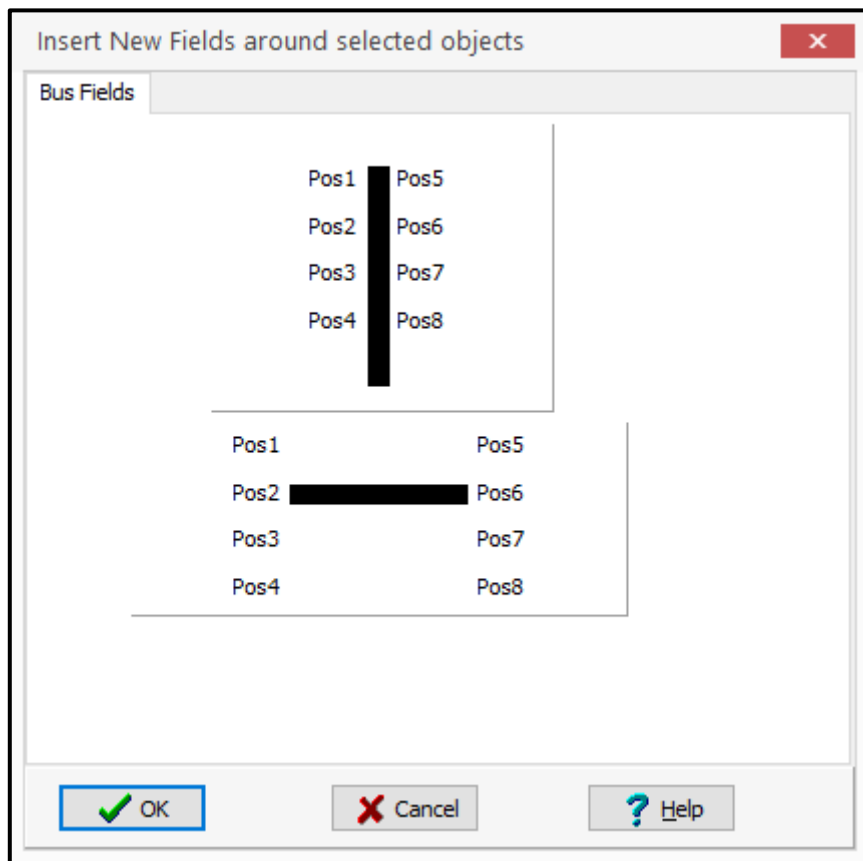 Insert New Fields around selected objects
Bus Fields
Pos1 Pos5
Pos2 Pos6
Pos3 Pos7
Pos4 Pos8
Pos1 Pos5
Pos2 Pos6
Pos3 Pos7
Pos4 Pos8
OK Cancel ? Help